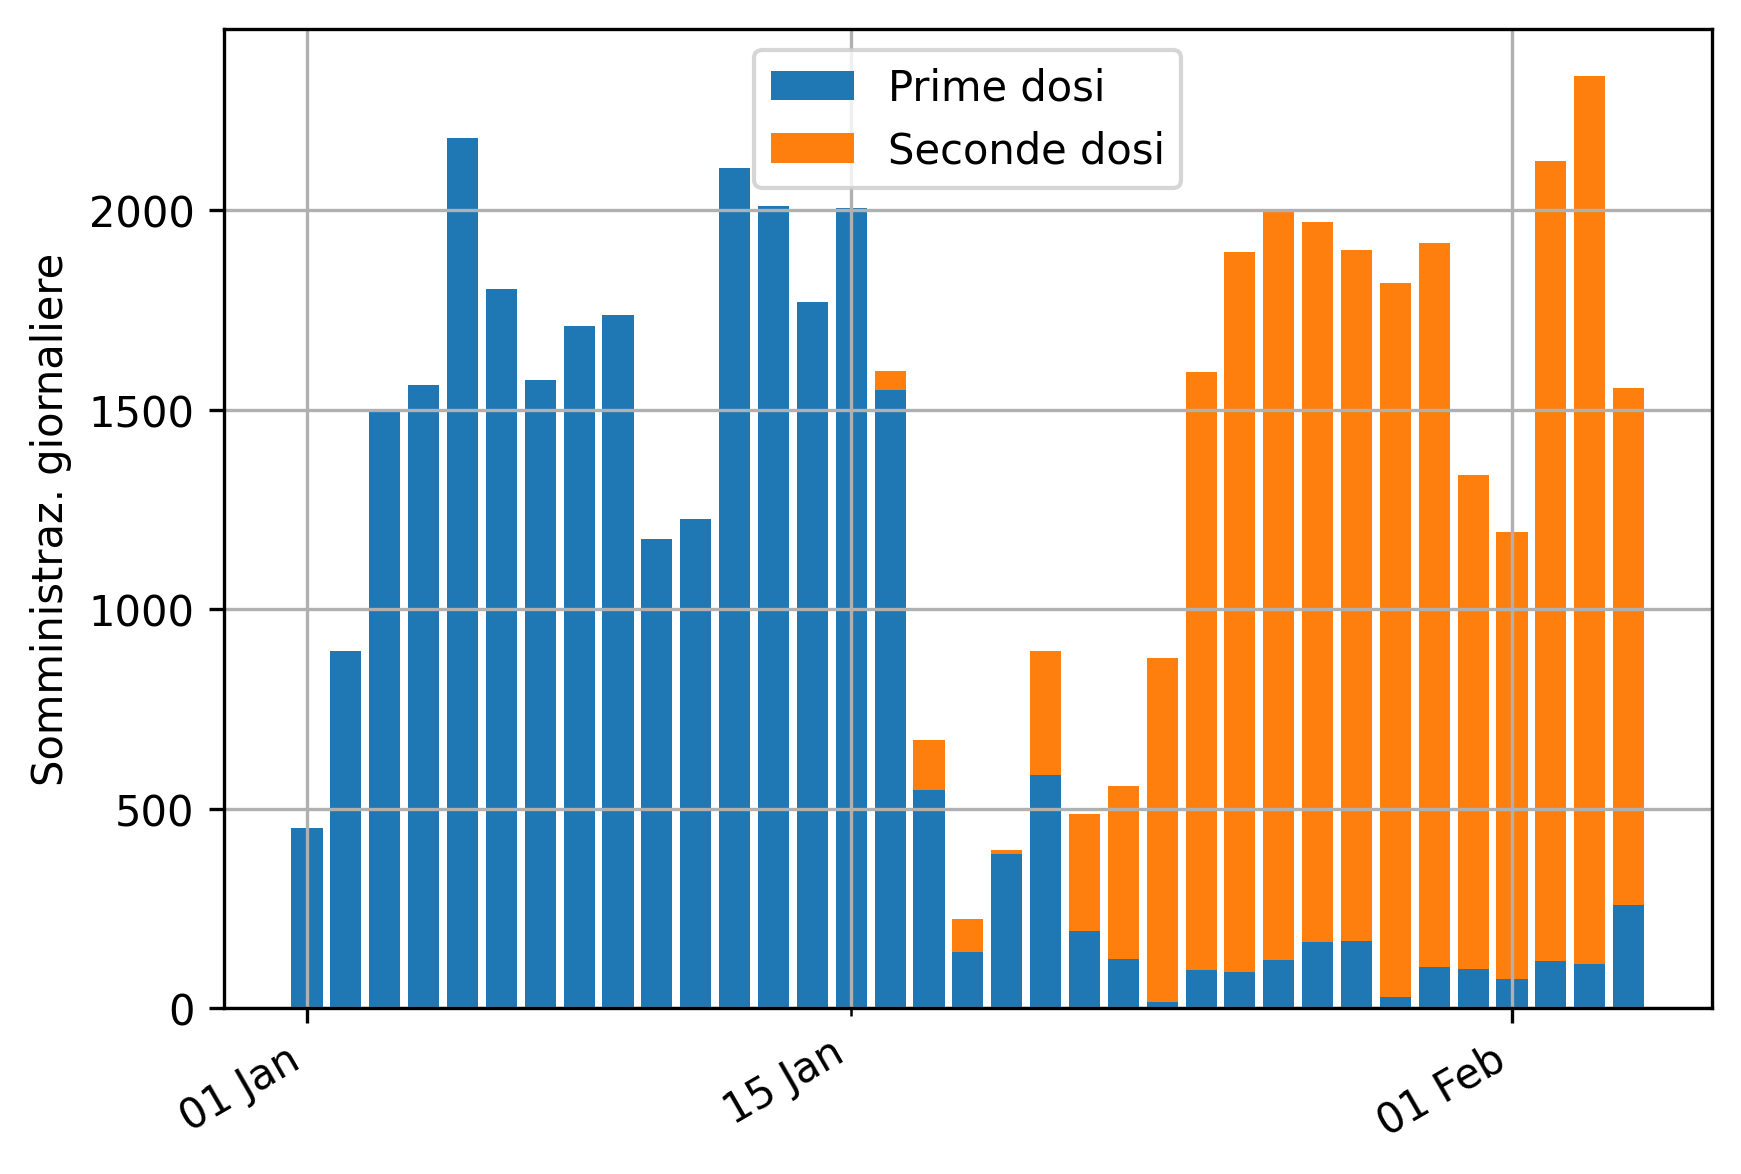 Prime dosi
Seconde dosi
Somministraz. giornaliere
2000
1500
1000
500
0
01 Jan
15 Jan
01 Feb